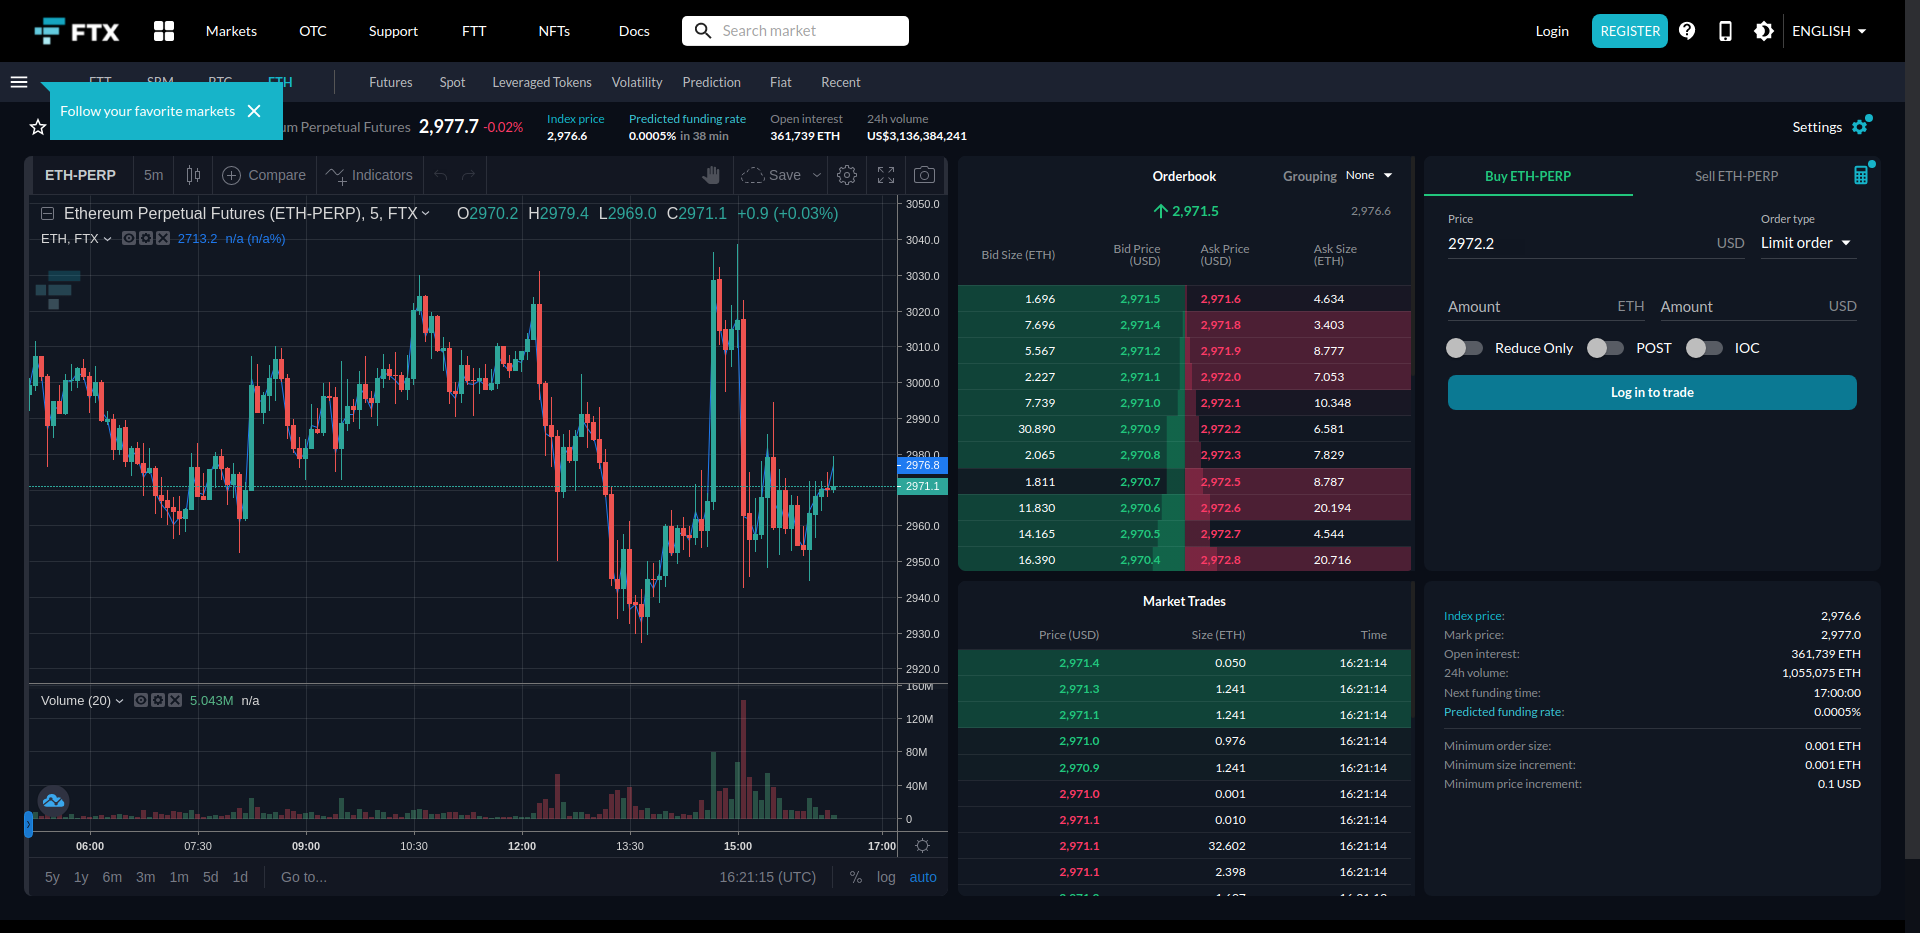 FTX
Markets
OTC
Support
FTT
NFTs
Docs
Search market
Login
REGISTER
ENGLISH
ETH
Futures
Spot
Leveraged Tokens
Volatility
Prediction
Fiat
Recent
Follow your favorite markets
Perpetual Futures
2,977.7 -0.02%
Index price
2,976.6
Predicted funding rate
0.0005% in 38 min
Open interest
361,739 ETH
24h volume
US$3,136,384,241
Settings
ETH-PERP
5m
Compare
Indicators
Save
Ethereum Perpetual Futures (ETH-PERP), 5, FTX
O2970.2 H2979.4 L2969.0 C2971.1 +0.9 (+0.03%)
ETH, FTX
2713.2 n/a (n/a%)
3050.0
3040.0
3030.0
3020.0
3010.0
3000.0
2990.0
2980.0
2976.8
2971.1
2960.0
2950.0
2940.0
2930.0
2920.0
Volume (20)
5.043M n/a
160M
120M
80M
40M
0
06:00 07:30 09:00 10:30 12:00 13:30 15:00 17:00
5y 1y 6m 3m 1m 5d 1d
Go to...
16:21:15 (UTC)
% log auto
Orderbook
Grouping None
2,971.5
2,976.6
Bid Size (ETH)
Bid Price (USD)
Ask Price (USD)
Ask Size (ETH)
1.696 2,971.5 2,971.6 4.634
7.696 2,971.4 2,971.8 3.403
5.567 2,971.2 2,971.9 8.777
2.227 2,971.1 2,972.0 7.053
7.739 2,971.0 2,972.1 10.348
30.890 2,970.9 2,972.2 6.581
2.065 2,970.8 2,972.3 7.829
1.811 2,970.7 2,972.5 8.787
11.830 2,970.6 2,972.6 20.194
14.165 2,970.5 2,972.7 4.544
16.390 2,970.4 2,972.8 20.716
Market Trades
Price (USD) Size (ETH) Time
2,971.4 0.050 16:21:14
2,971.3 1.241 16:21:14
2,971.1 1.241 16:21:14
2,971.0 0.976 16:21:14
2,970.9 1.241 16:21:14
2,971.0 0.001 16:21:14
2,971.1 0.010 16:21:14
2,971.1 32.602 16:21:14
2,971.1 2.398 16:21:14
Buy ETH-PERP
Sell ETH-PERP
Price
2972.2 USD
Order type
Limit order
Amount ETH
Amount USD
Reduce Only
POST
IOC
Log in to trade
Index price: 2,976.6
Mark price: 2,977.0
Open interest: 361,739 ETH
24h volume: 1,055,075 ETH
Next funding time: 17:00:00
Predicted funding rate: 0.0005%
Minimum order size: 0.001 ETH
Minimum size increment: 0.001 ETH
Minimum price increment: 0.1 USD